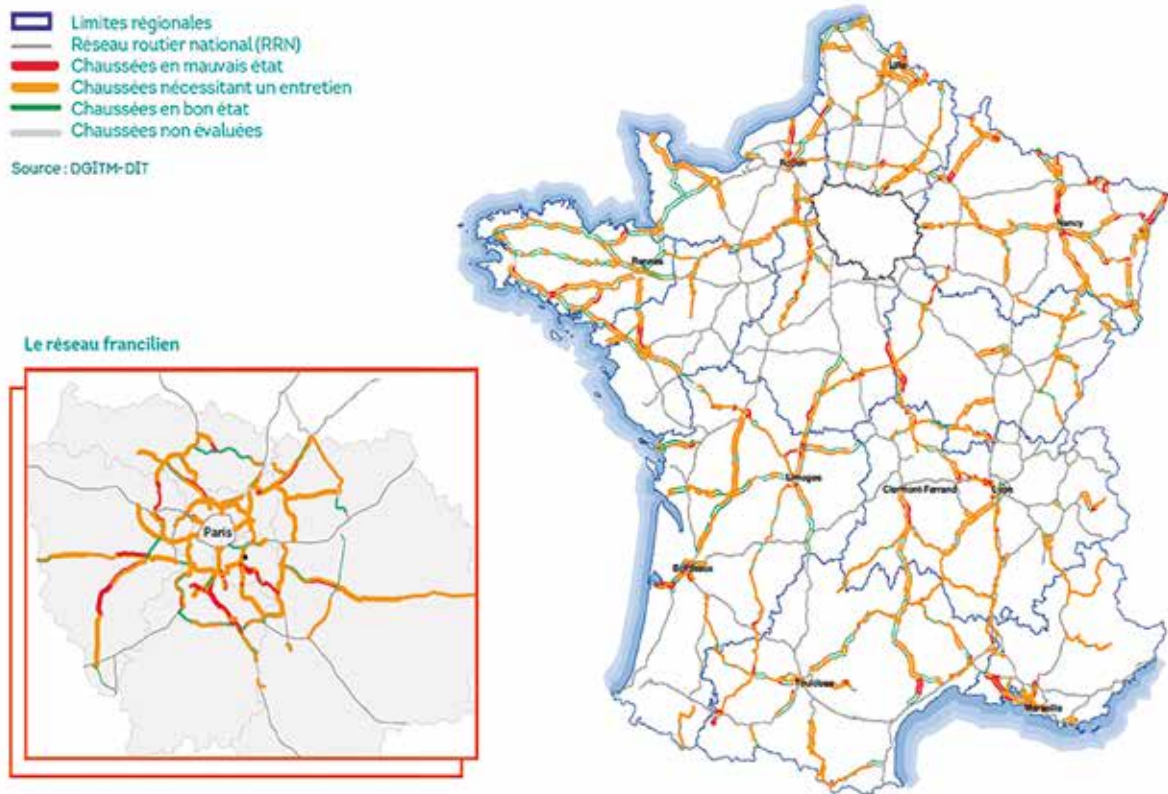 Limites régionales
Réseau routier national (RRN)
Chaussées en mauvais état
Chaussées nécessitant un entretien
Chaussées en bon état
Chaussées non évaluées
Source : DGITM-DIT
Lille
Rouen
Nancy
Rennes
Le réseau francilien
Paris
Limoges
Clermont-Ferrand
Lyon
Bordeaux
Toulouse
Marseille